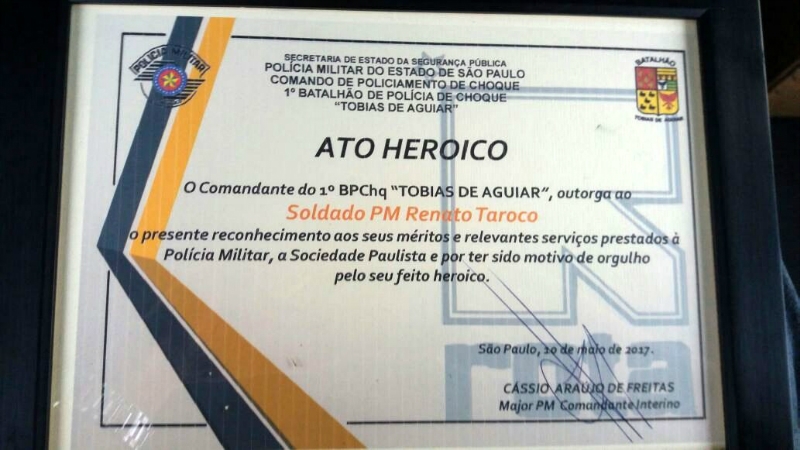 POLÍCIA MILITAR
SECRETARIA DE ESTADO DA SEGURANÇA PÚBLICA
POLÍCIA MILITAR DO ESTADO DE SÃO PAULO
COMANDO DE POLICIAMENTO DE CHOQUE
1º BATALHÃO DE POLÍCIA DE CHOQUE
"TOBIAS DE AGUIAR"
BATALHÃO
TOBIAS DE AGUIAR
ATO HEROICO
O Comandante do 1º BPChq "TOBIAS DE AGUIAR", outorga ao
Soldado PM Renato Taroco
o presente reconhecimento aos seus méritos e relevantes serviços prestados à
Polícia Militar, a Sociedade Paulista e por ter sido motivo de orgulho
pelo seu feito heroico.
São Paulo, 20 de maio de 2017.
rota
CÁSSIO ARAÚJO DE FREITAS
Major PM Comandante Interino